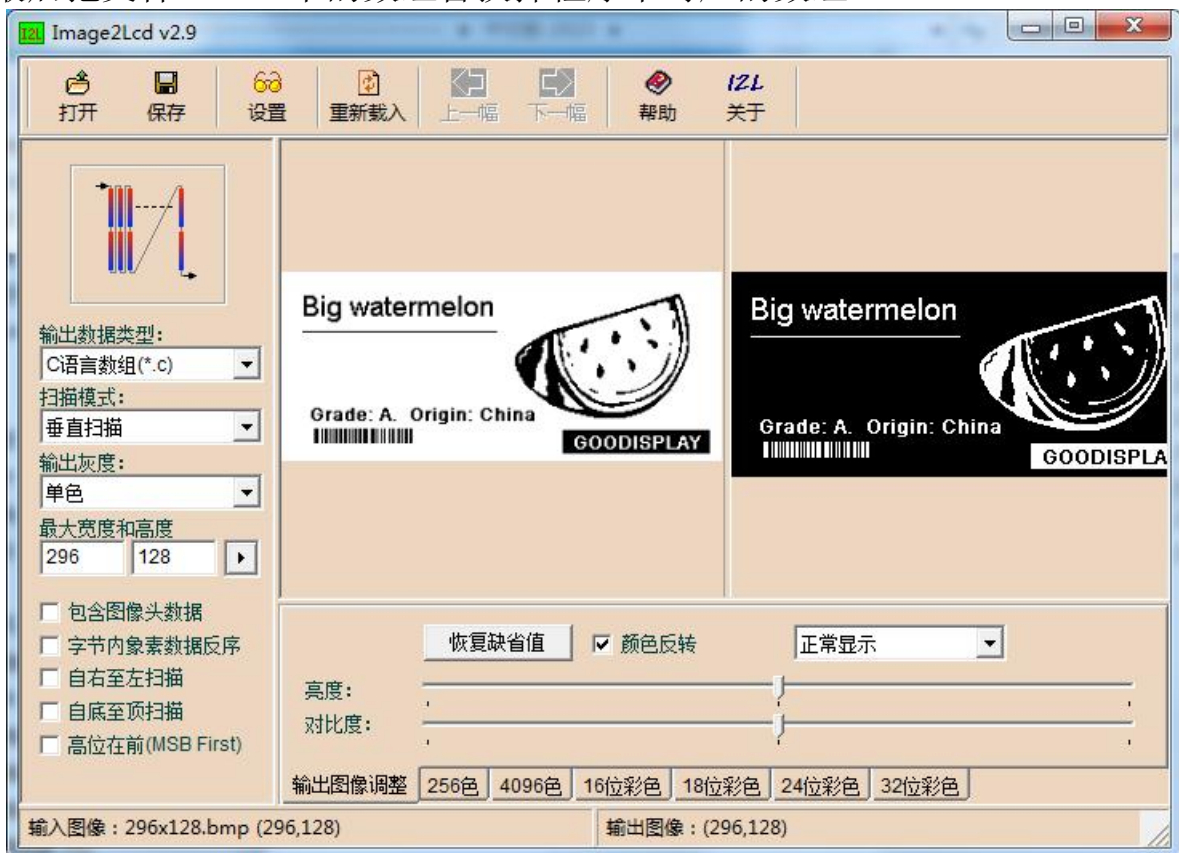 Image2Lcd v2.9
打开 保存 设置 重新载入 上一幅 下一幅 帮助 I2L 关于
输出数据类型:
C语言数组(*.c)
扫描模式:
垂直扫描
输出灰度:
单色
最大宽度和高度
296 128
包含图像头数据
字节内象素数据反序
自右至左扫描
自底至顶扫描
高位在前(MSB First)
Big watermelon
Grade: A. Origin: China
GOODISPLAY
Big watermelon
Grade: A. Origin: China
GOODISPLA
恢复缺省值 颜色反转 正常显示
亮度:
对比度:
输出图像调整 256色 4096色 16位彩色 18位彩色 24位彩色 32位彩色
输入图像:296x128.bmp (296,128) 输出图像:(296,128)